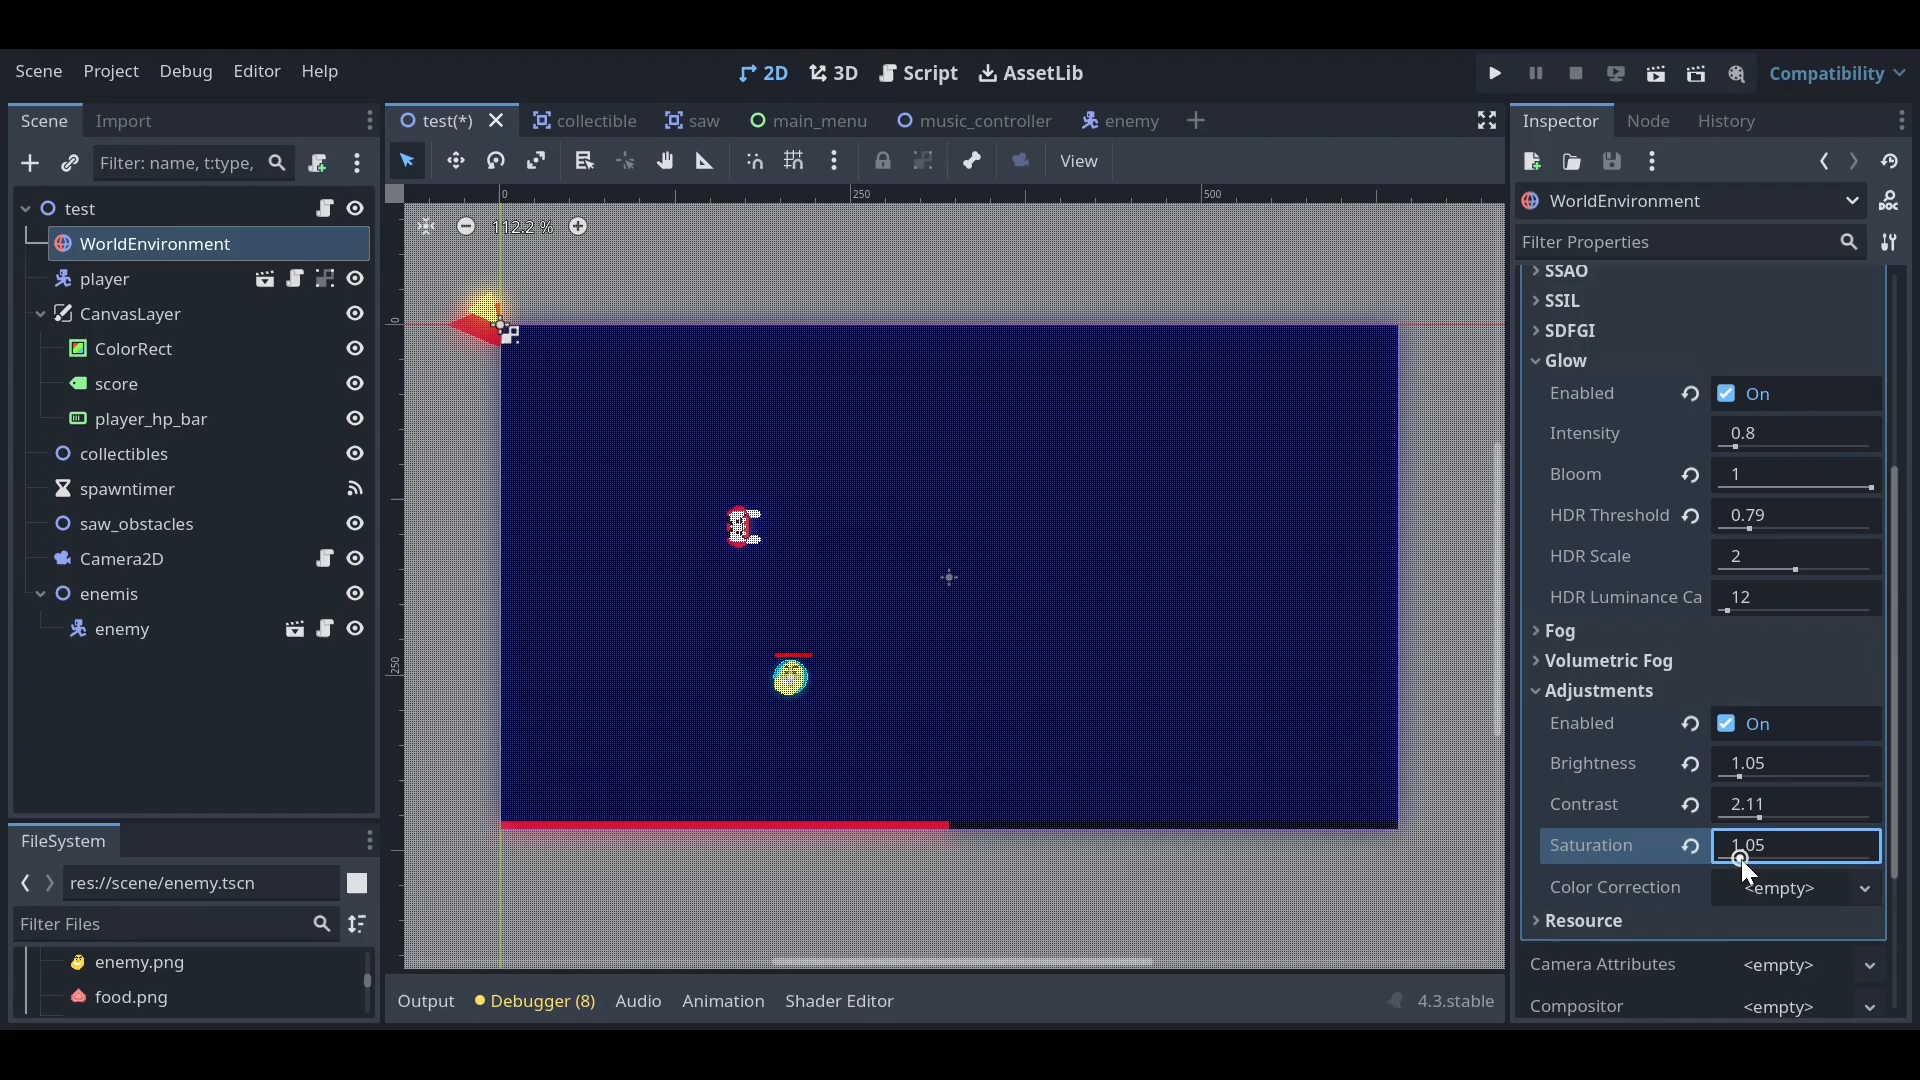 Scene Project Debug Editor Help
2D 3D Script AssetLib
Compatibility
Scene Import
Filter: name, t:type,
test
WorldEnvironment
player
CanvasLayer
ColorRect
score
player_hp_bar
collectibles
spawntimer
saw_obstacles
Camera2D
enemis
enemy
FileSystem
res://scene/enemy.tscn
Filter Files
enemy.png
food.png
test(*) collectible saw main_menu music_controller enemy
View
0 250 500
112.2 %
0
250
Output Debugger (8) Audio Animation Shader Editor 4.3.stable
Inspector Node History
WorldEnvironment
Filter Properties
SSAO
SSIL
SDFGI
Glow
Enabled On
Intensity 0.8
Bloom 1
HDR Threshold 0.79
HDR Scale 2
HDR Luminance Ca 12
Fog
Volumetric Fog
Adjustments
Enabled On
Brightness 1.05
Contrast 2.11
Saturation 1.05
Color Correction <empty>
Resource
Camera Attributes <empty>
Compositor <empty>